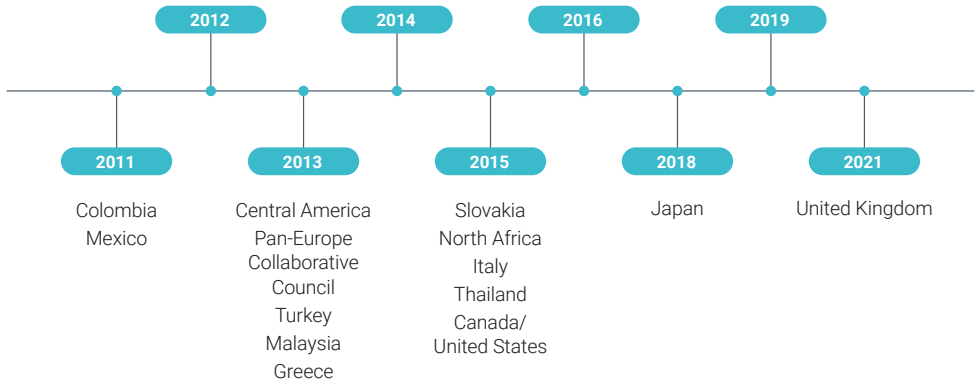 2012
2014
2016
2019
2011
2013
2015
2018
2021
Colombia
Mexico
Central America
Pan-Europe
Collaborative
Council
Turkey
Malaysia
Greece
Slovakia
North Africa
Italy
Thailand
Canada/
United States
Japan
United Kingdom